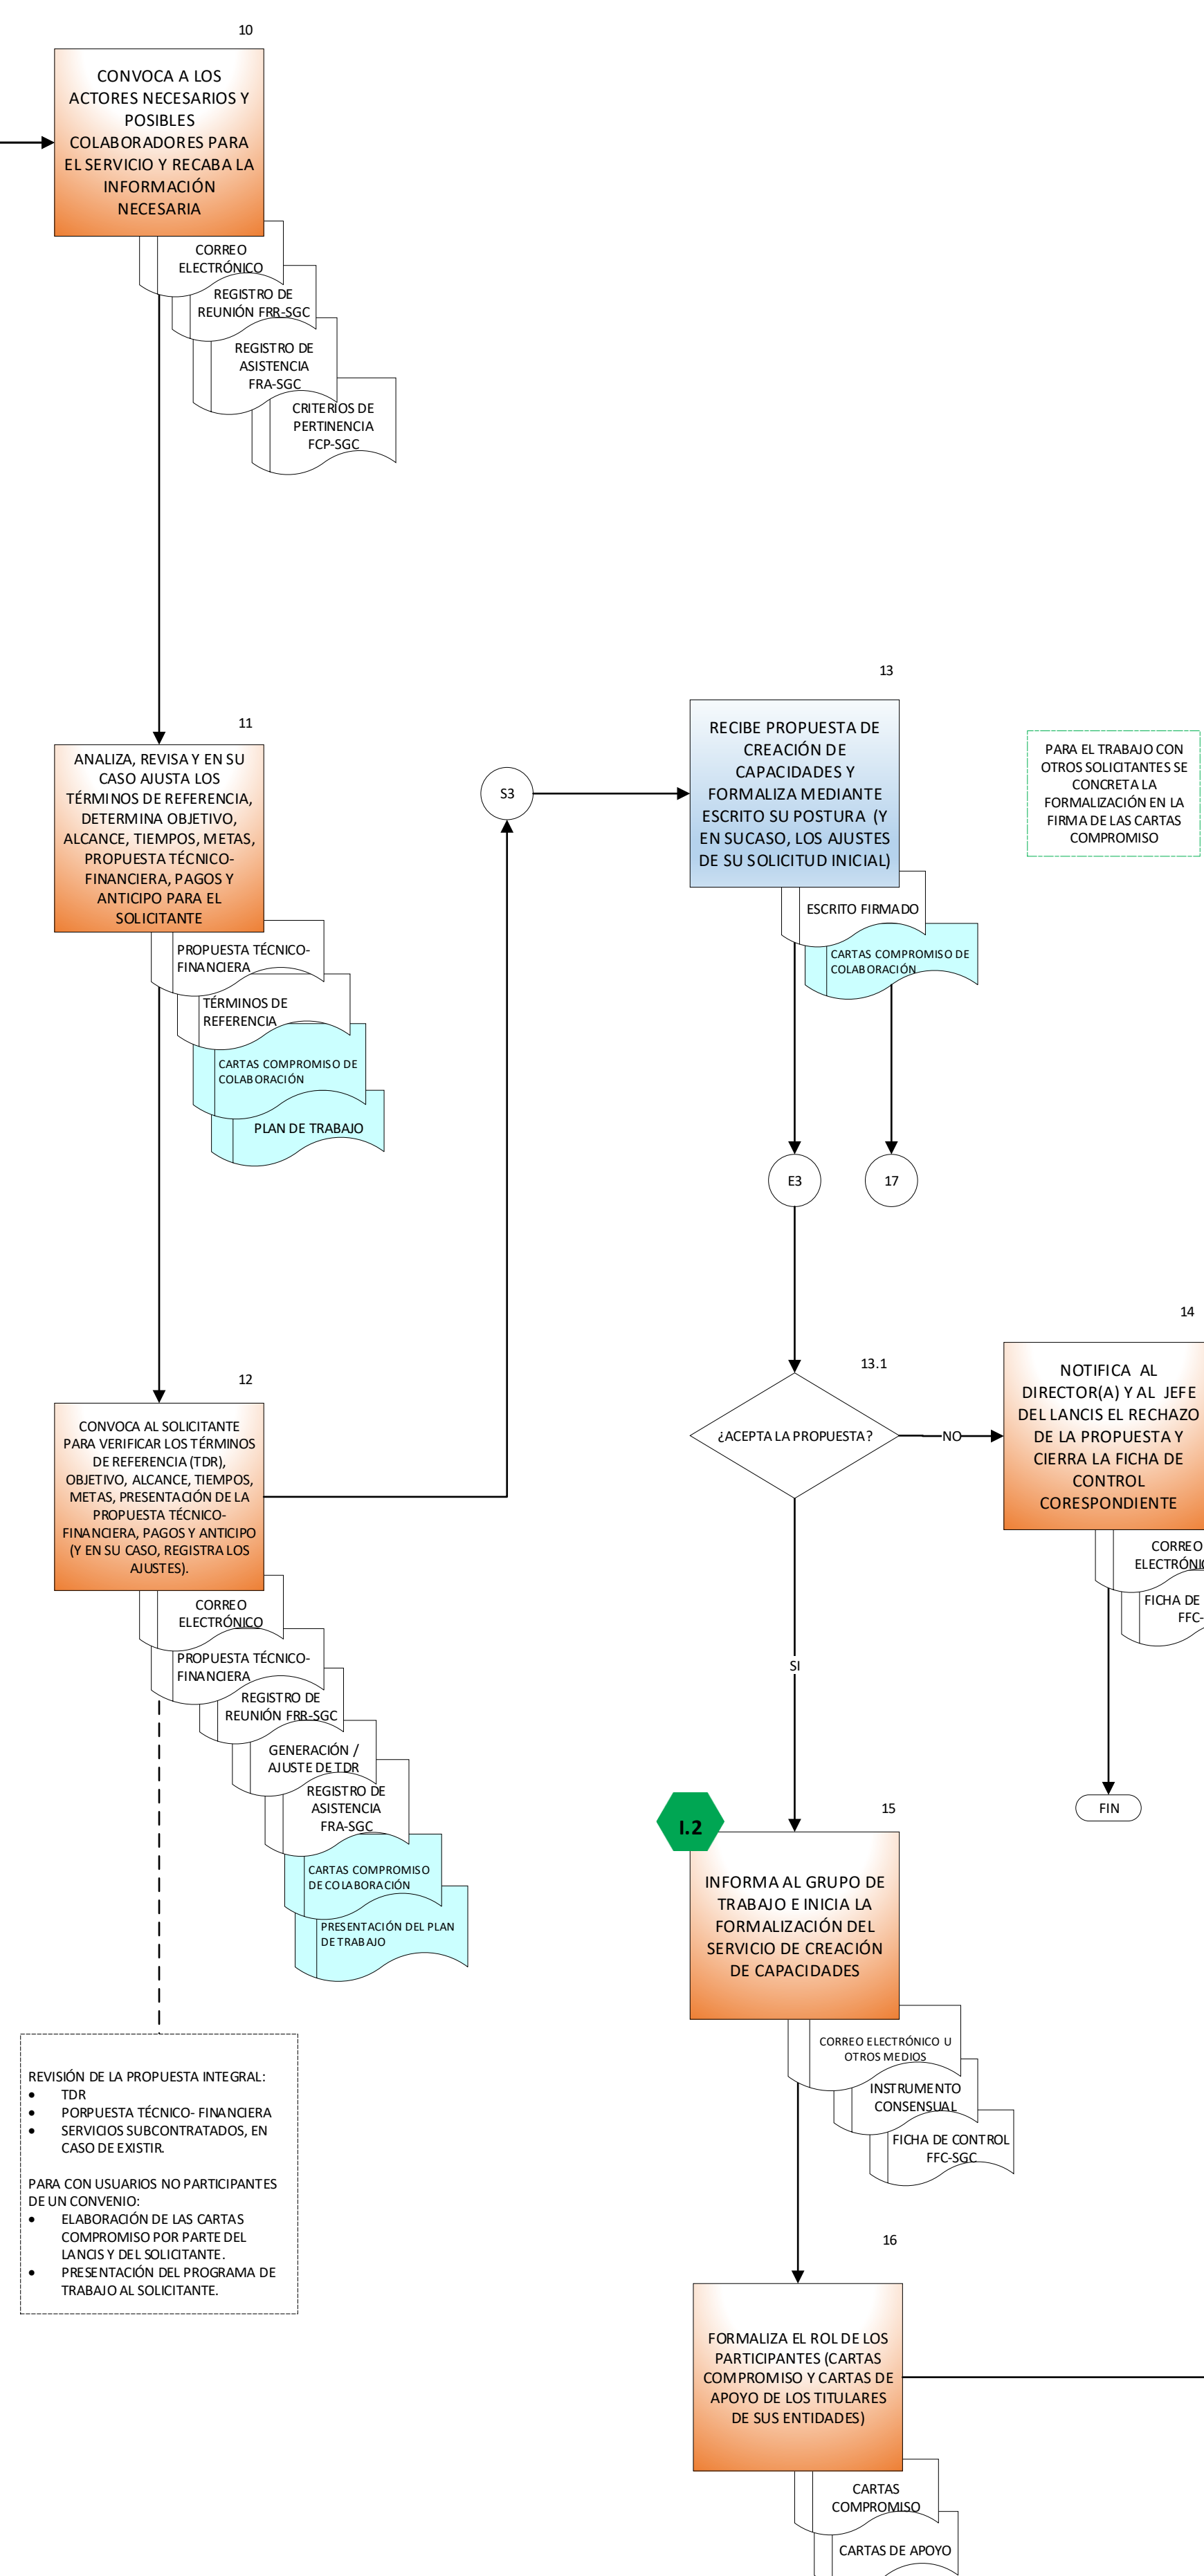 10
CONVOCA A LOS
ACTORES NECESARIOS Y
POSIBLES
COLABORADORES PARA
EL SERVICIO Y RECABA LA
INFORMACIÓN
NECESARIA
CORREO
ELECTRÓNICO
REGISTRO DE
REUNIÓN FRR-SGC
REGISTRO DE
ASISTENCIA
FRA-SGC
CRITERIOS DE
PERTINENCIA
FCP-SGC
11
ANALIZA, REVISA Y EN SU
CASO AJUSTA LOS
TÉRMINOS DE REFERENCIA,
DETERMINA OBJETIVO,
ALCANCE, TIEMPOS, METAS,
PROPUESTA TÉCNICO-
FINANCIERA, PAGOS Y
ANTICIPO PARA EL
SOLICITANTE
PROPUESTA TÉCNICO-
FINANCIERA
TÉRMINOS DE
REFERENCIA
CARTAS COMPROMISO DE
COLABORACIÓN
PLAN DE TRABAJO
12
CONVOCA AL SOLICITANTE
PARA VERIFICAR LOS TÉRMINOS
DE REFERENCIA (TDR),
OBJETIVO, ALCANCE, TIEMPOS,
METAS, PRESENTACIÓN DE LA
PROPUESTA TÉCNICO-
FINANCIERA, PAGOS Y ANTICIPO
(Y EN SU CASO, REGISTRA LOS
AJUSTES).
CORREO
ELECTRÓNICO
PROPUESTA TÉCNICO-
FINANCIERA
REGISTRO DE
REUNIÓN FRR-SGC
GENERACIÓN /
AJUSTE DE TDR
REGISTRO DE
ASISTENCIA
FRA-SGC
CARTAS COMPROMISO
DE COLABORACIÓN
PRESENTACIÓN DEL PLAN
DE TRABAJO
REVISIÓN DE LA PROPUESTA INTEGRAL:
• TDR
• PORPUESTA TÉCNICO- FINANCIERA
• SERVICIOS SUBCONTRATADOS, EN
CASO DE EXISTIR.
PARA CON USUARIOS NO PARTICIPANTES
DE UN CONVENIO:
• ELABORACIÓN DE LAS CARTAS
COMPROMISO POR PARTE DEL
LANCIS Y DEL SOLICITANTE.
• PRESENTACIÓN DEL PROGRAMA DE
TRABAJO AL SOLICITANTE.
S3
13
RECIBE PROPUESTA DE
CREACIÓN DE
CAPACIDADES Y
FORMALIZA MEDIANTE
ESCRITO SU POSTURA (Y
EN SUCASO, LOS AJUSTES
DE SU SOLICITUD INICIAL)
ESCRITO FIRMADO
CARTAS COMPROMISO DE
COLABORACIÓN
PARA EL TRABAJO CON
OTROS SOLICITANTES SE
CONCRETA LA
FORMALIZACIÓN EN LA
FIRMA DE LAS CARTAS
COMPROMISO
E3
17
13.1
¿ACEPTA LA PROPUESTA?
NO
SI
14
NOTIFICA AL
DIRECTOR(A) Y AL JEFE
DEL LANCIS EL RECHAZO
DE LA PROPUESTA Y
CIERRA LA FICHA DE
CONTROL
CORESPONDIENTE
CORREO
ELECTRÓNI
FICHA DE
FFC-
FIN
I.2
15
INFORMA AL GRUPO DE
TRABAJO E INICIA LA
FORMALIZACIÓN DEL
SERVICIO DE CREACIÓN
DE CAPACIDADES
CORREO ELECTRÓNICO U
OTROS MEDIOS
INSTRUMENTO
CONSENSUAL
FICHA DE CONTROL
FFC-SGC
16
FORMALIZA EL ROL DE LOS
PARTICIPANTES (CARTAS
COMPROMISO Y CARTAS DE
APOYO DE LOS TITULARES
DE SUS ENTIDADES)
CARTAS
COMPROMISO
CARTAS DE APOYO